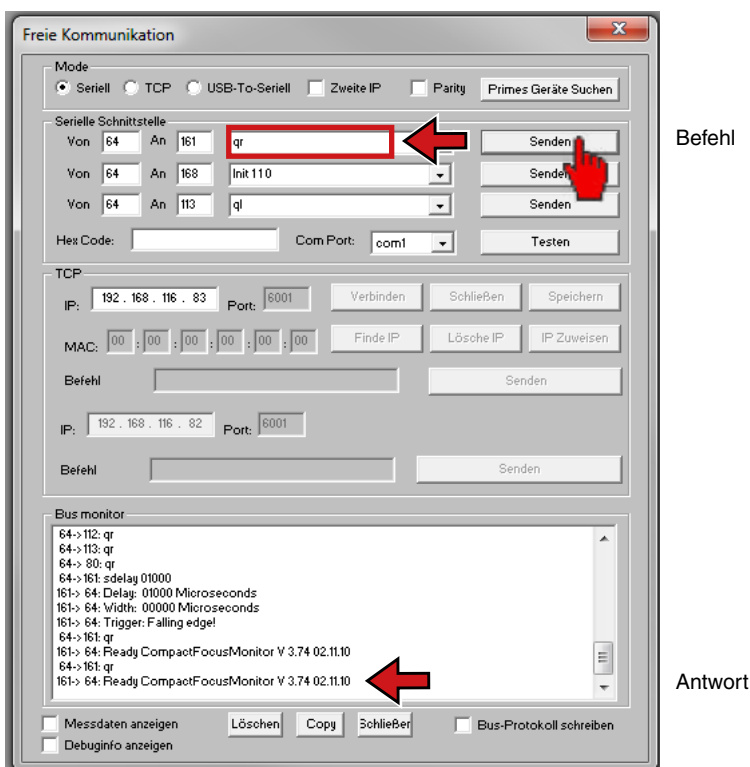 Freie Kommunikation
Mode
Seriell TCP USB-To-Seriell Zweite IP Parity Primes Geräte Suchen
Serielle Schnittstelle
Von 64 An 161 qr Senden
Befehl
Von 64 An 168 Init 11 0 Senden
Von 64 An 113 ql Senden
Hex Code: Com Port: com1 Testen
TCP
IP: 192 . 168 . 116 . 83 Port: 6001 Verbinden Schließen Speichern
MAC: 00 : 00 : 00 : 00 : 00 : 00 Finde IP Lösche IP IP Zuweisen
Befehl Senden
IP: 192 . 168 . 116 . 82 Port: 6001
Befehl Senden
Bus monitor
64->112: qr
64->113: qr
64-> 80: qr
64->161: sdelay 01000
161-> 64: Delay: 01000 Microseconds
161-> 64: Width: 00000 Microseconds
161-> 64: Trigger: Falling edge!
64->161: qr
161-> 64: Ready CompactFocusMonitor V 3.74 02.11.10
64->161: qr
161-> 64: Ready CompactFocusMonitor V 3.74 02.11.10
Antwort
Messdaten anzeigen Löschen Copy Schließer Bus-Protokoll schreiben
Debuginfo anzeigen